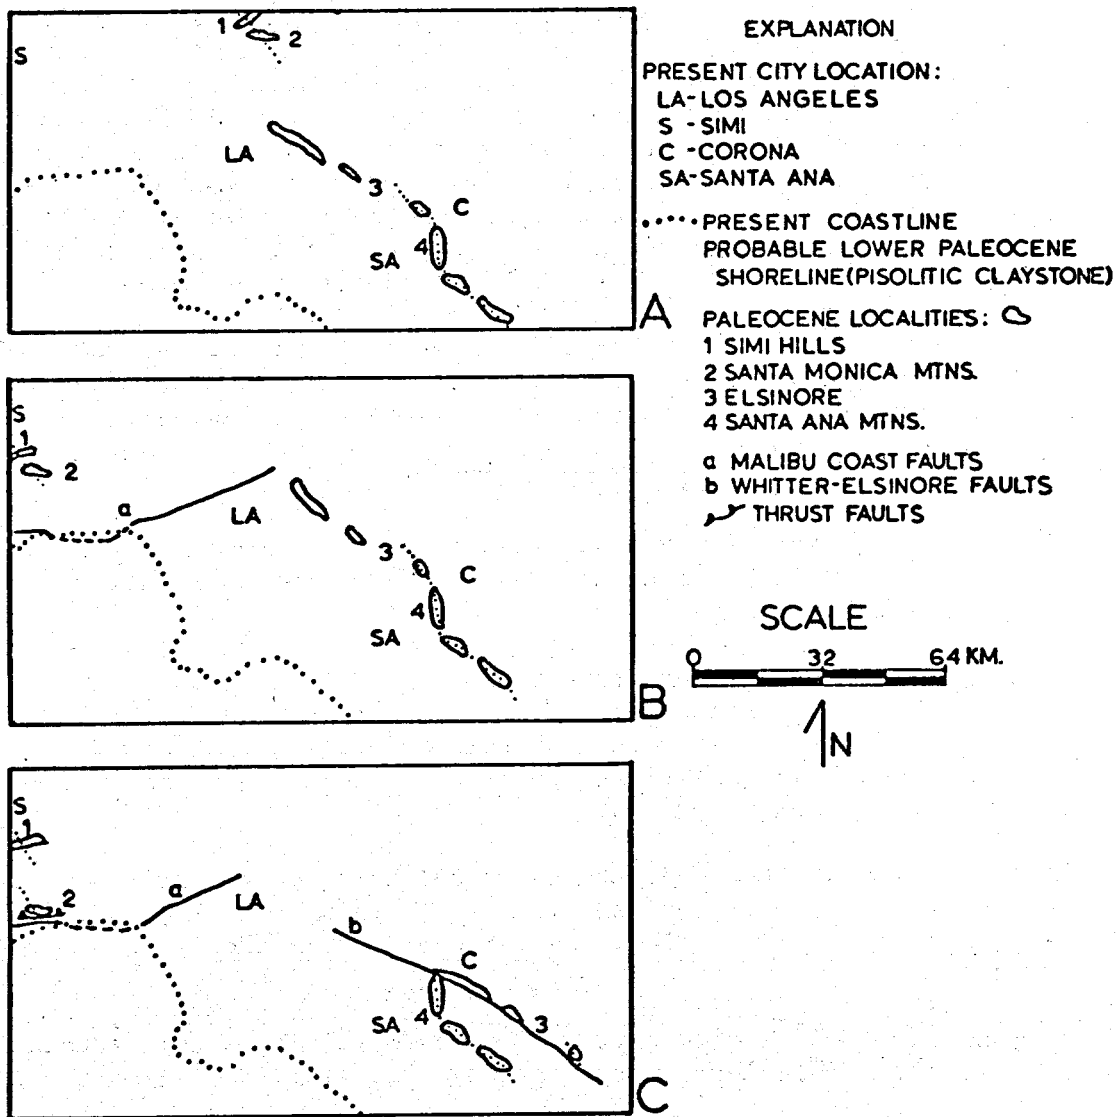 1
2
S
LA
3
C
4
SA
A
S
1
2
a
LA
3
C
4
SA
B
S
1
2
a
LA
b
C
4
SA
3
C
EXPLANATION
PRESENT CITY LOCATION:
LA-LOS ANGELES
S -SIMI
C -CORONA
SA-SANTA ANA
PRESENT COASTLINE
PROBABLE LOWER PALEOCENE
SHORELINE(PISOLITIC CLAYSTONE)
PALEOCENE LOCALITIES:
1 SIMI HILLS
2 SANTA MONICA MTNS.
3 ELSINORE
4 SANTA ANA MTNS.
a MALIBU COAST FAULTS
b WHITTER-ELSINORE FAULTS
THRUST FAULTS
SCALE
0 32 64 KM.
N